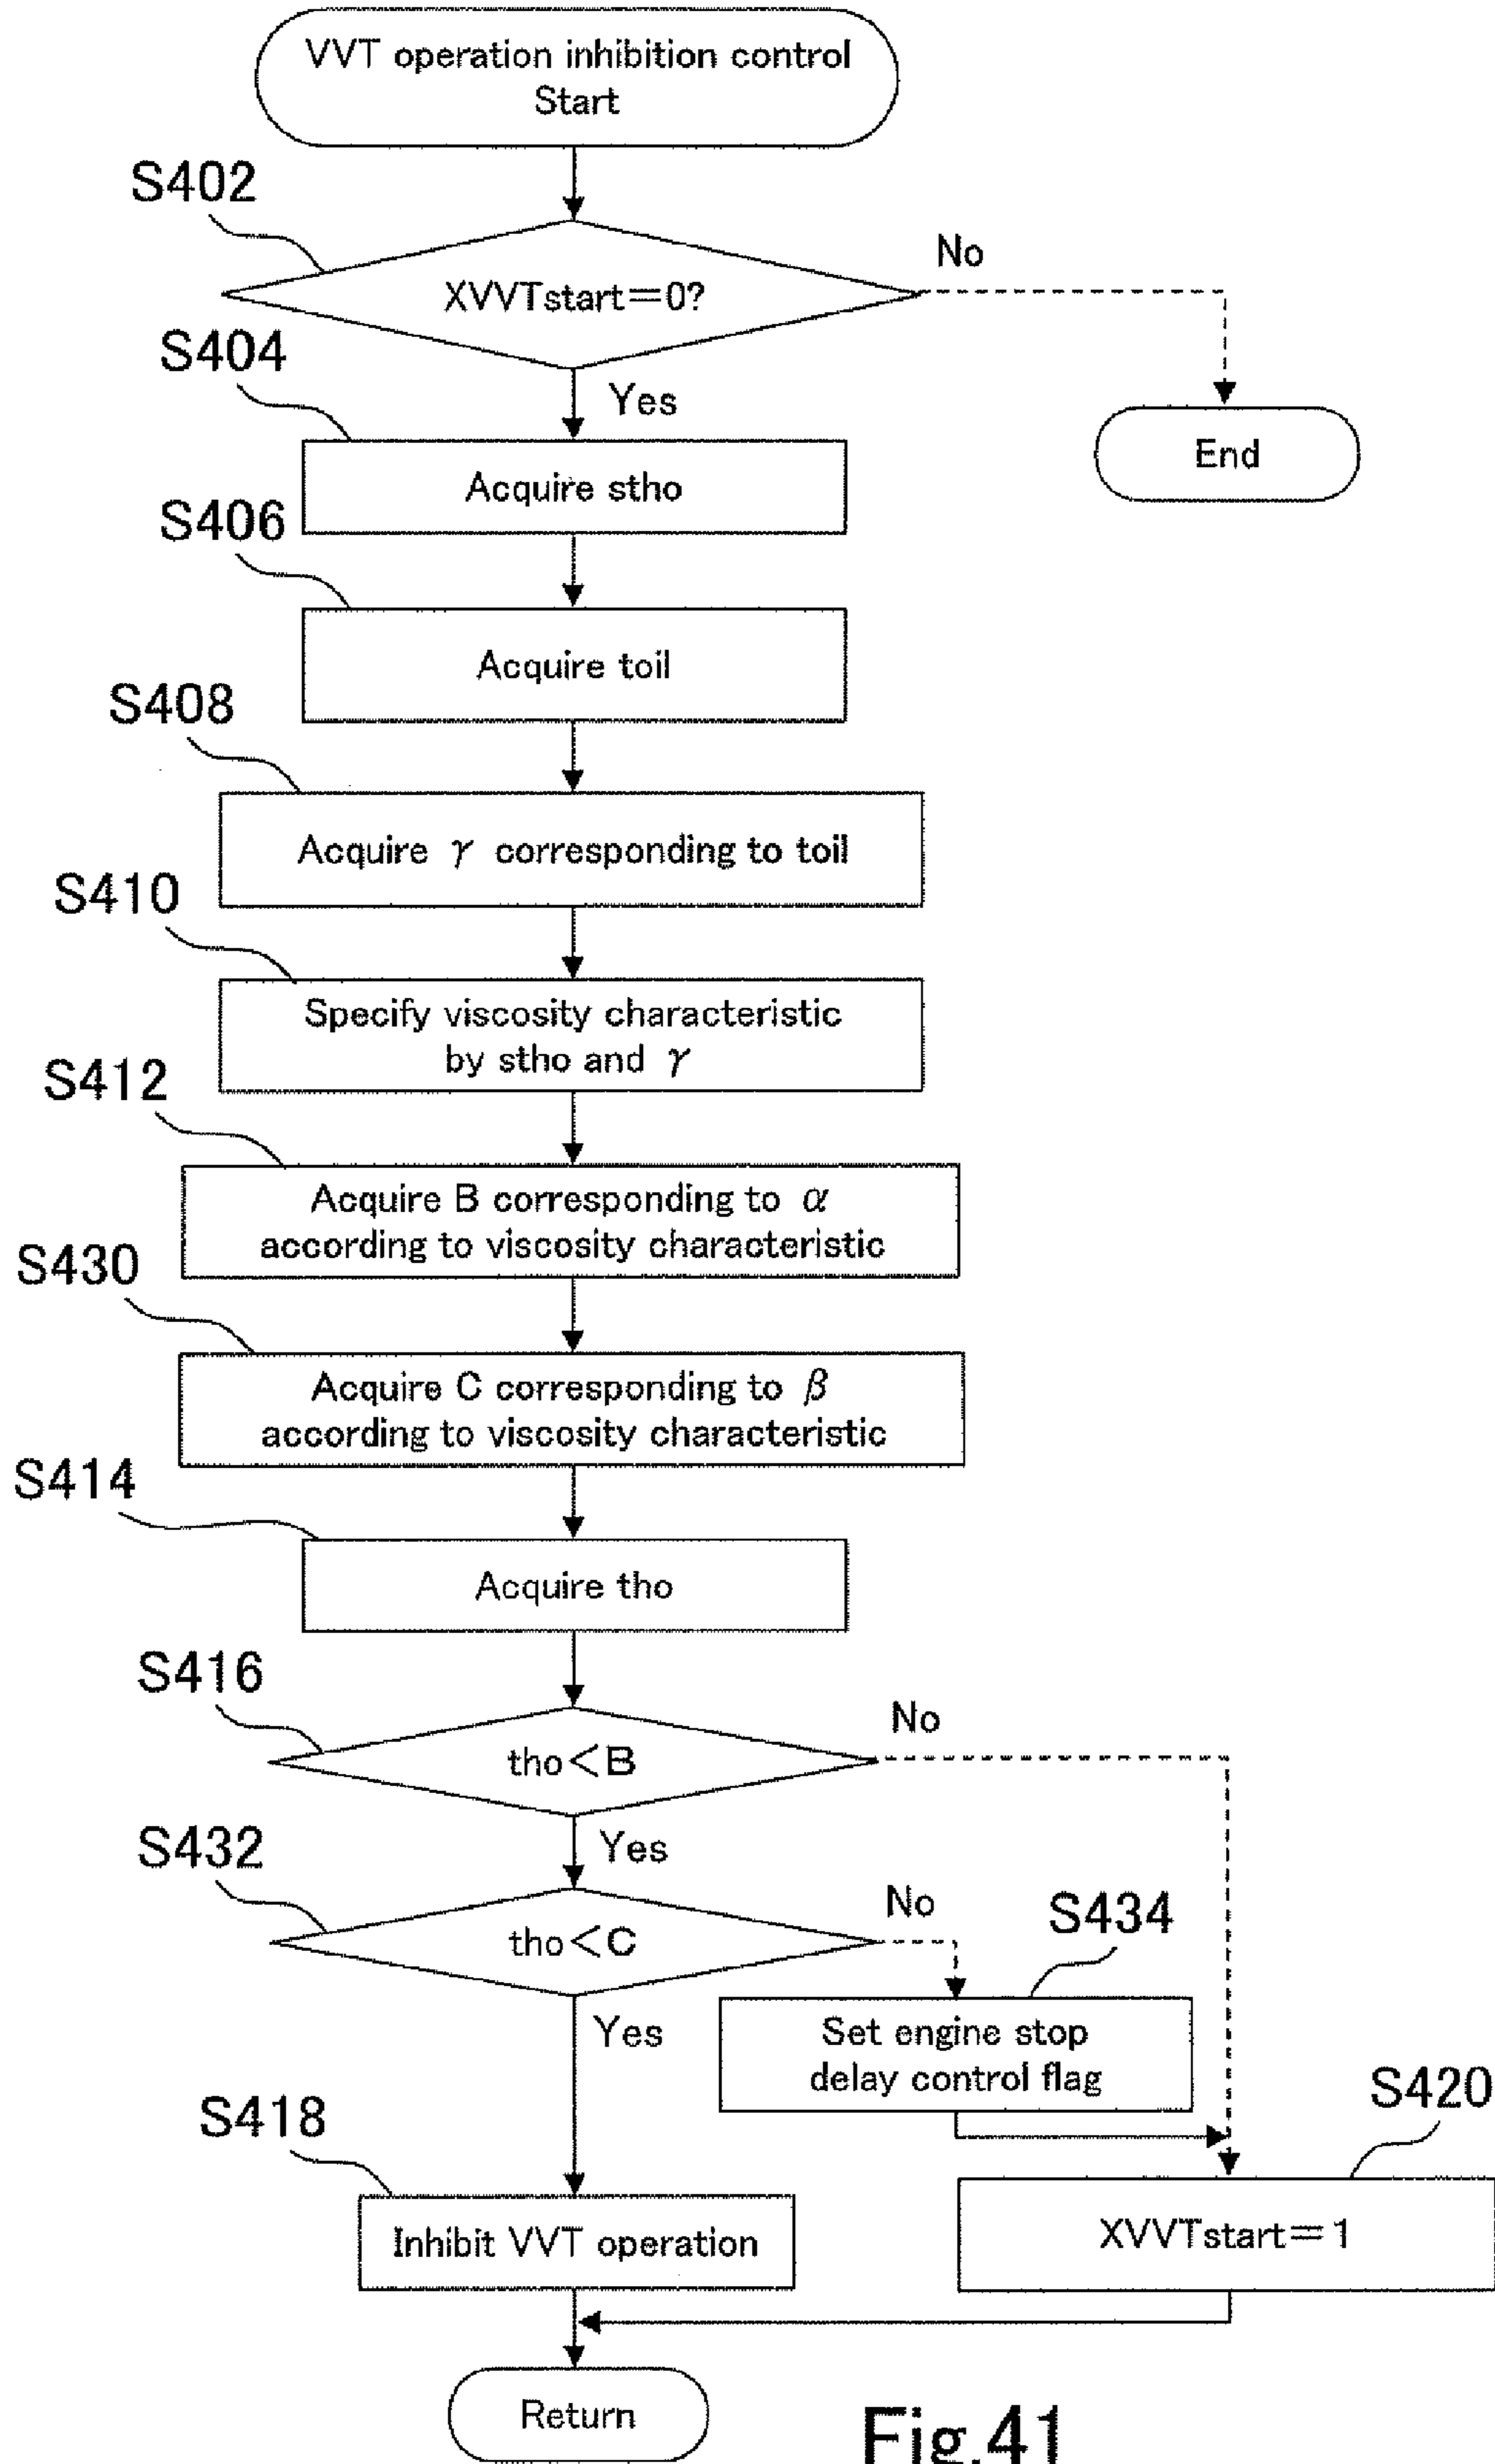 VVT operation inhibition control
Start
S402
No
XVVTstart=0?
S404
Yes
End
Acquire stho
S406
Acquire toil
S408
Acquire γ corresponding to toil
S410
Specify viscosity characteristic
by stho and γ
S412
Acquire B corresponding to α
according to viscosity characteristic
S430
Acquire C corresponding to β
according to viscosity characteristic
S414
Acquire tho
S416
No
tho<B
Yes
S432
No
S434
tho<C
Yes
Set engine stop
delay control flag
S420
S418
Inhibit VVT operation
XVVTstart=1
Return
Fig.41